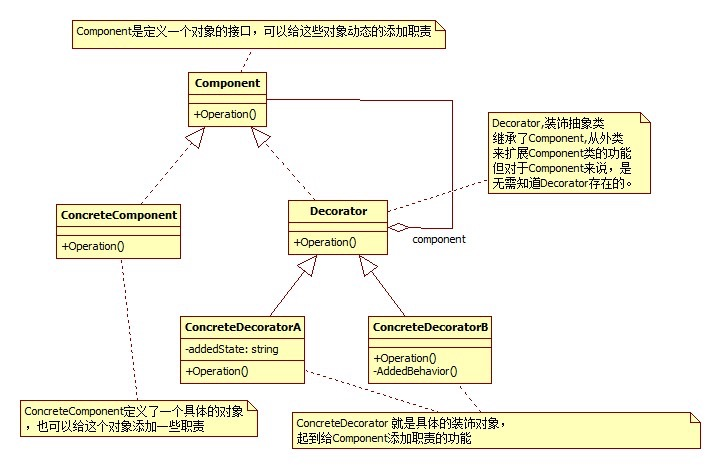 Component是定义一个对象的接口，可以给这些对象动态的添加职责
Component
+Operation()
Decorator,装饰抽象类
继承了Component,从外类
来扩展Component类的功能
但对于Component来说，是
无需知道Decorator存在的。
ConcreteComponent
+Operation()
Decorator
+Operation()
component
ConcreteDecoratorA
-addedState: string
+Operation()
ConcreteDecoratorB
+Operation()
-AddedBehavior()
ConcreteComponent定义了一个具体的对象
，也可以给这个对象添加一些职责
ConcreteDecorator 就是具体的装饰对象，
起到给Component添加职责的功能